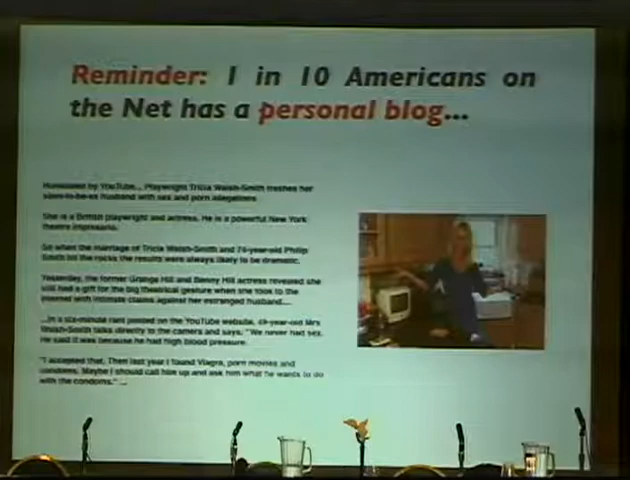 Reminder: 1 in 10 Americans on
the Net has a personal blog...
Humiliated by YouTube... Playwright Tricia Walsh-Smith trashes her
soon-to-be-ex husband with sex and porn allegations
She is a British playwright and actress. He is a powerful New York
theatre impresario.
So when the marriage of Tricia Walsh-Smith and 74-year-old Philip
Smith hit the rocks the results were always likely to be dramatic.
Yesterday, the former Grange Hill and Benny Hill actress revealed she
still had a gift for the big theatrical gesture when she took to the
internet with intimate claims against her estranged husband....
...In a six-minute rant posted on the YouTube website, 49-year-old Mrs
Walsh-Smith talks directly to the camera and says: "We never had sex.
He said it was because he had high blood pressure.
"I accepted that. Then last year I found Viagra, porn movies and
condoms. Maybe I should call him up and ask him what he wants to do
with the condoms." ...